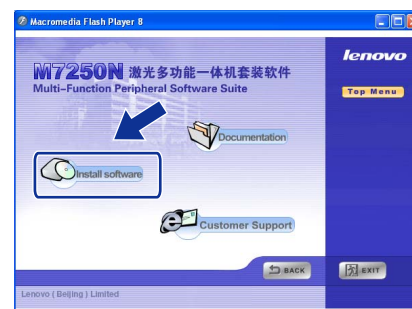 Macromedia Flash Player 8
lenovo
M7250N 激光多功能一体机套装软件
Multi-Function Peripheral Software Suite
Top Menu
Documentation
Install software
Customer Support
BACK
EXIT
Lenovo ( Beijing ) Limited